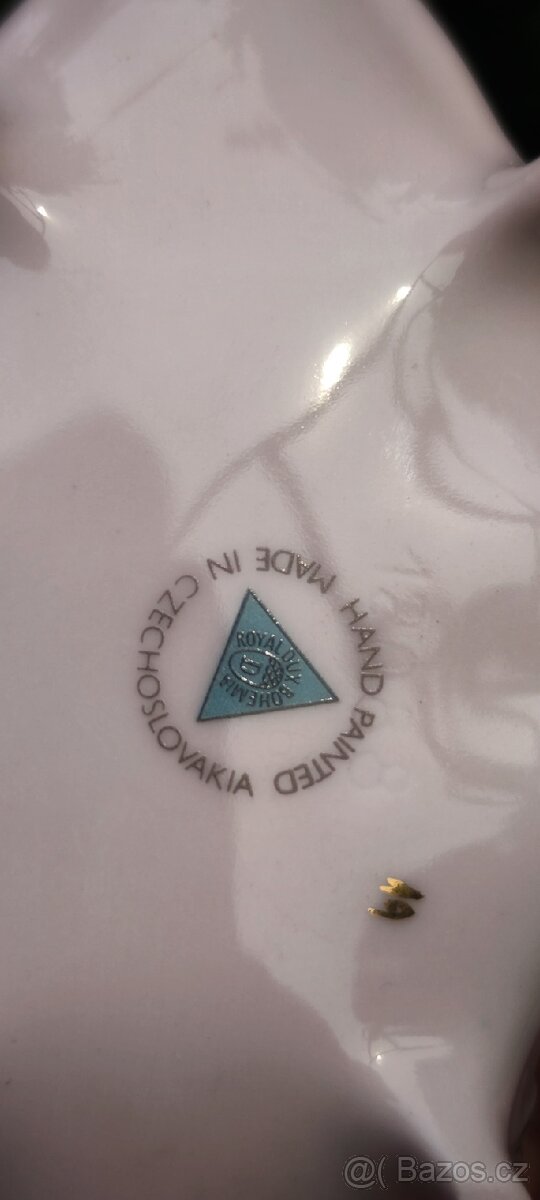 HAND PAINTED
MADE IN CZECHOSLOVAKIA
ROYAL DUX BOHEMIA
@( Bazos.cz